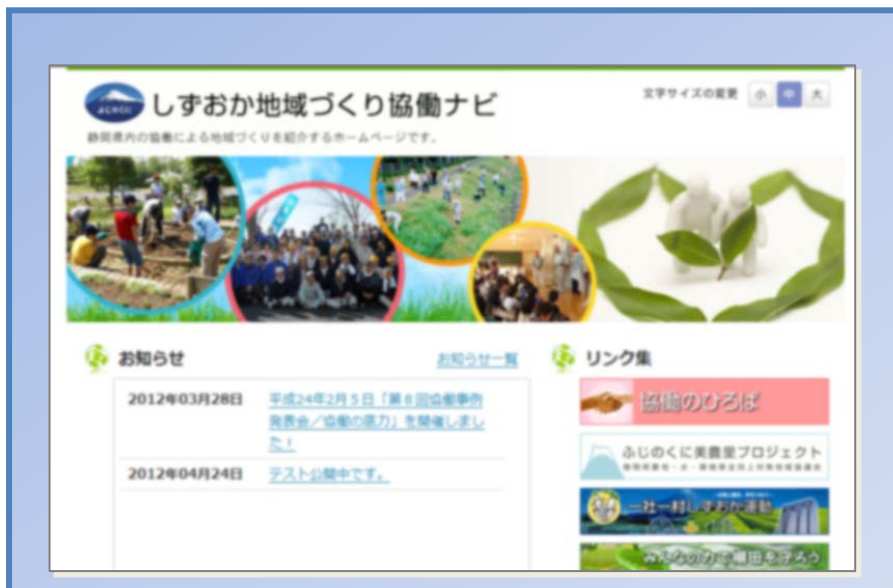 ふじのくに
しずおか地域づくり協働ナビ
文字サイズの変更 小 中 大
静岡県内の協働による地域づくりを紹介するホームページです。
お知らせ
お知らせ一覧
2012年03月28日 平成24年2月5日「第8回協働事例
発表会/協働の底力」を開催しまし
た!
2012年04月24日 テスト公開中です。
リンク集
協働のひろば
ふじのくに美農里プロジェクト
一社一村しずおか運動
みんなの力で棚田を守ろう